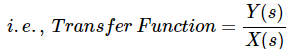 i.e., Transfer Function = Y(s)/X(s)